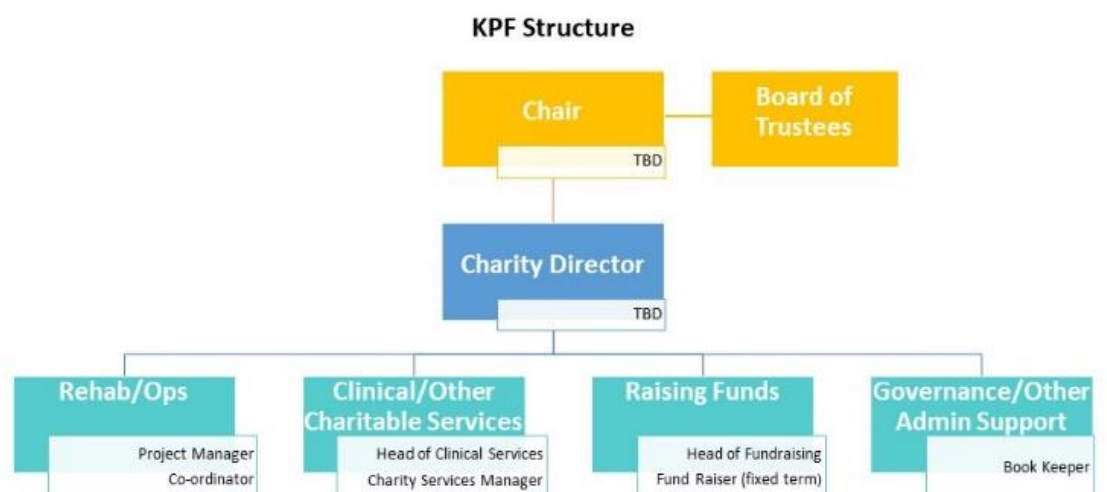 KPF Structure
Chair
TBD
Board of
Trustees
Charity Director
TBD
Rehab/Ops
Project Manager
Co-ordinator
Clinical/Other
Charitable Services
Head of Clinical Services
Charity Services Manager
Raising Funds
Head of Fundraising
Fund Raiser (fixed term)
Governance/Other
Admin Support
Book Keeper